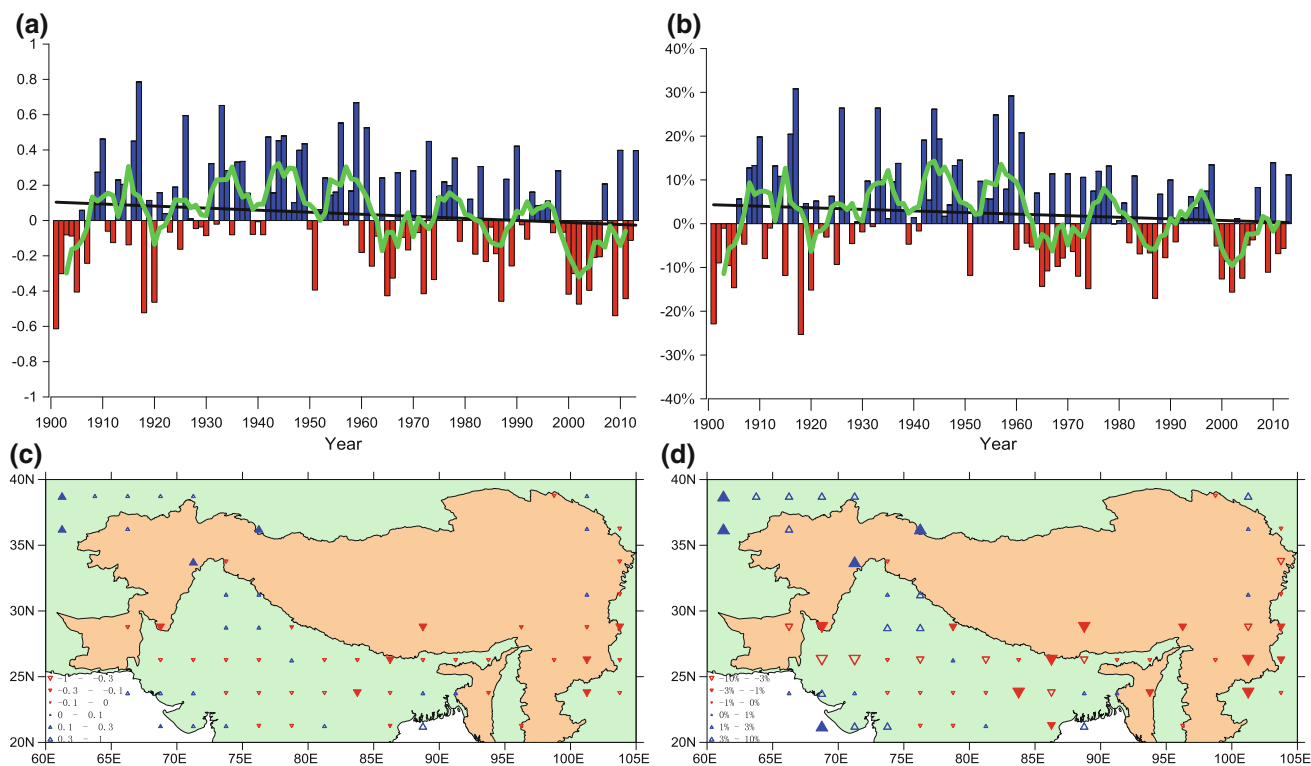 (a)
1
0.8
0.6
0.4
0.2
0
-0.2
-0.4
-0.6
-0.8
-1
1900 1910 1920 1930 1940 1950 1960 1970 1980 1990 2000 2010
Year
(b)
40%
30%
20%
10%
0%
-10%
-20%
-30%
-40%
1900 1910 1920 1930 1940 1950 1960 1970 1980 1990 2000 2010
Year
(c)
40N
35N
30N
25N
20N
-0.3
-0.3 - -0.1
-0.1 - 0
0 - 0.1
0.1 - 0.3
0.3 - 1
60E 65E 70E 75E 80E 85E 90E 95E 100E 105E
(d)
40N
35N
30N
25N
20N
-10% - -3%
-3% - -1%
-1% - 0%
0% - 1%
1% - 3%
3% - 10%
60E 65E 70E 75E 80E 85E 90E 95E 100E 105E